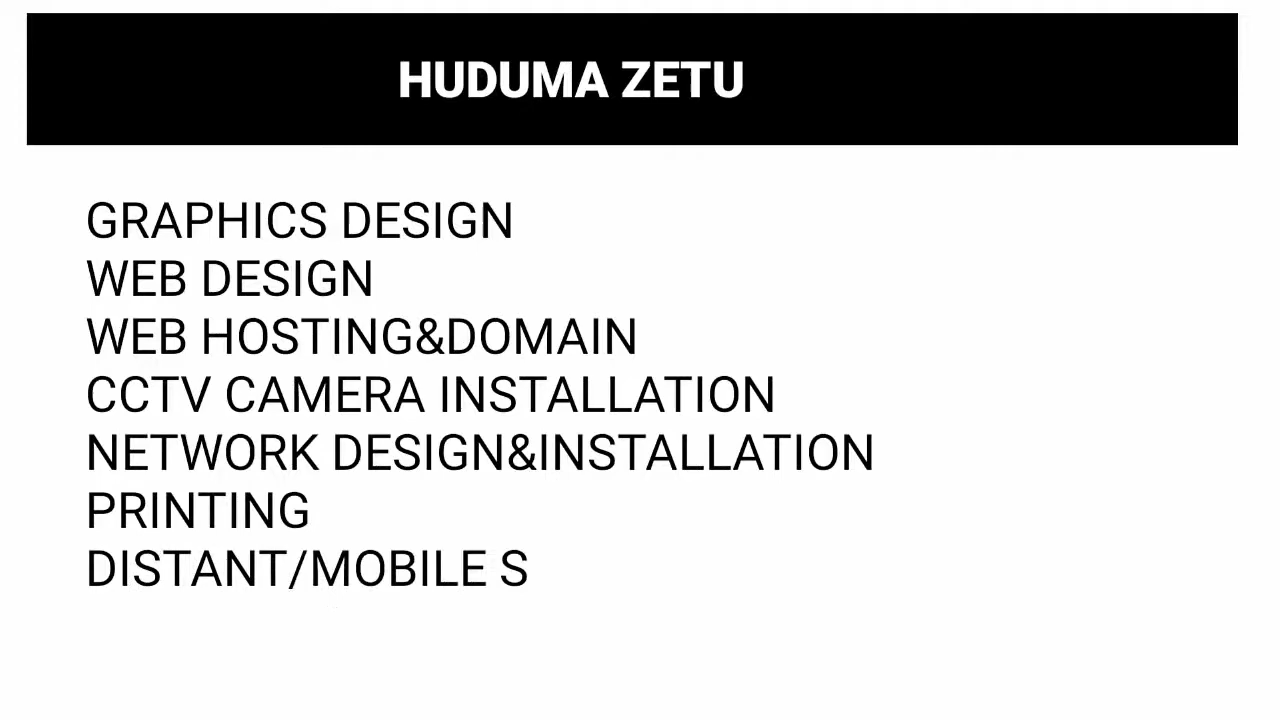 HUDUMA ZETU
GRAPHICS DESIGN
WEB DESIGN
WEB HOSTING&DOMAIN
CCTV CAMERA INSTALLATION
NETWORK DESIGN&INSTALLATION
PRINTING
DISTANT/MOBILE S